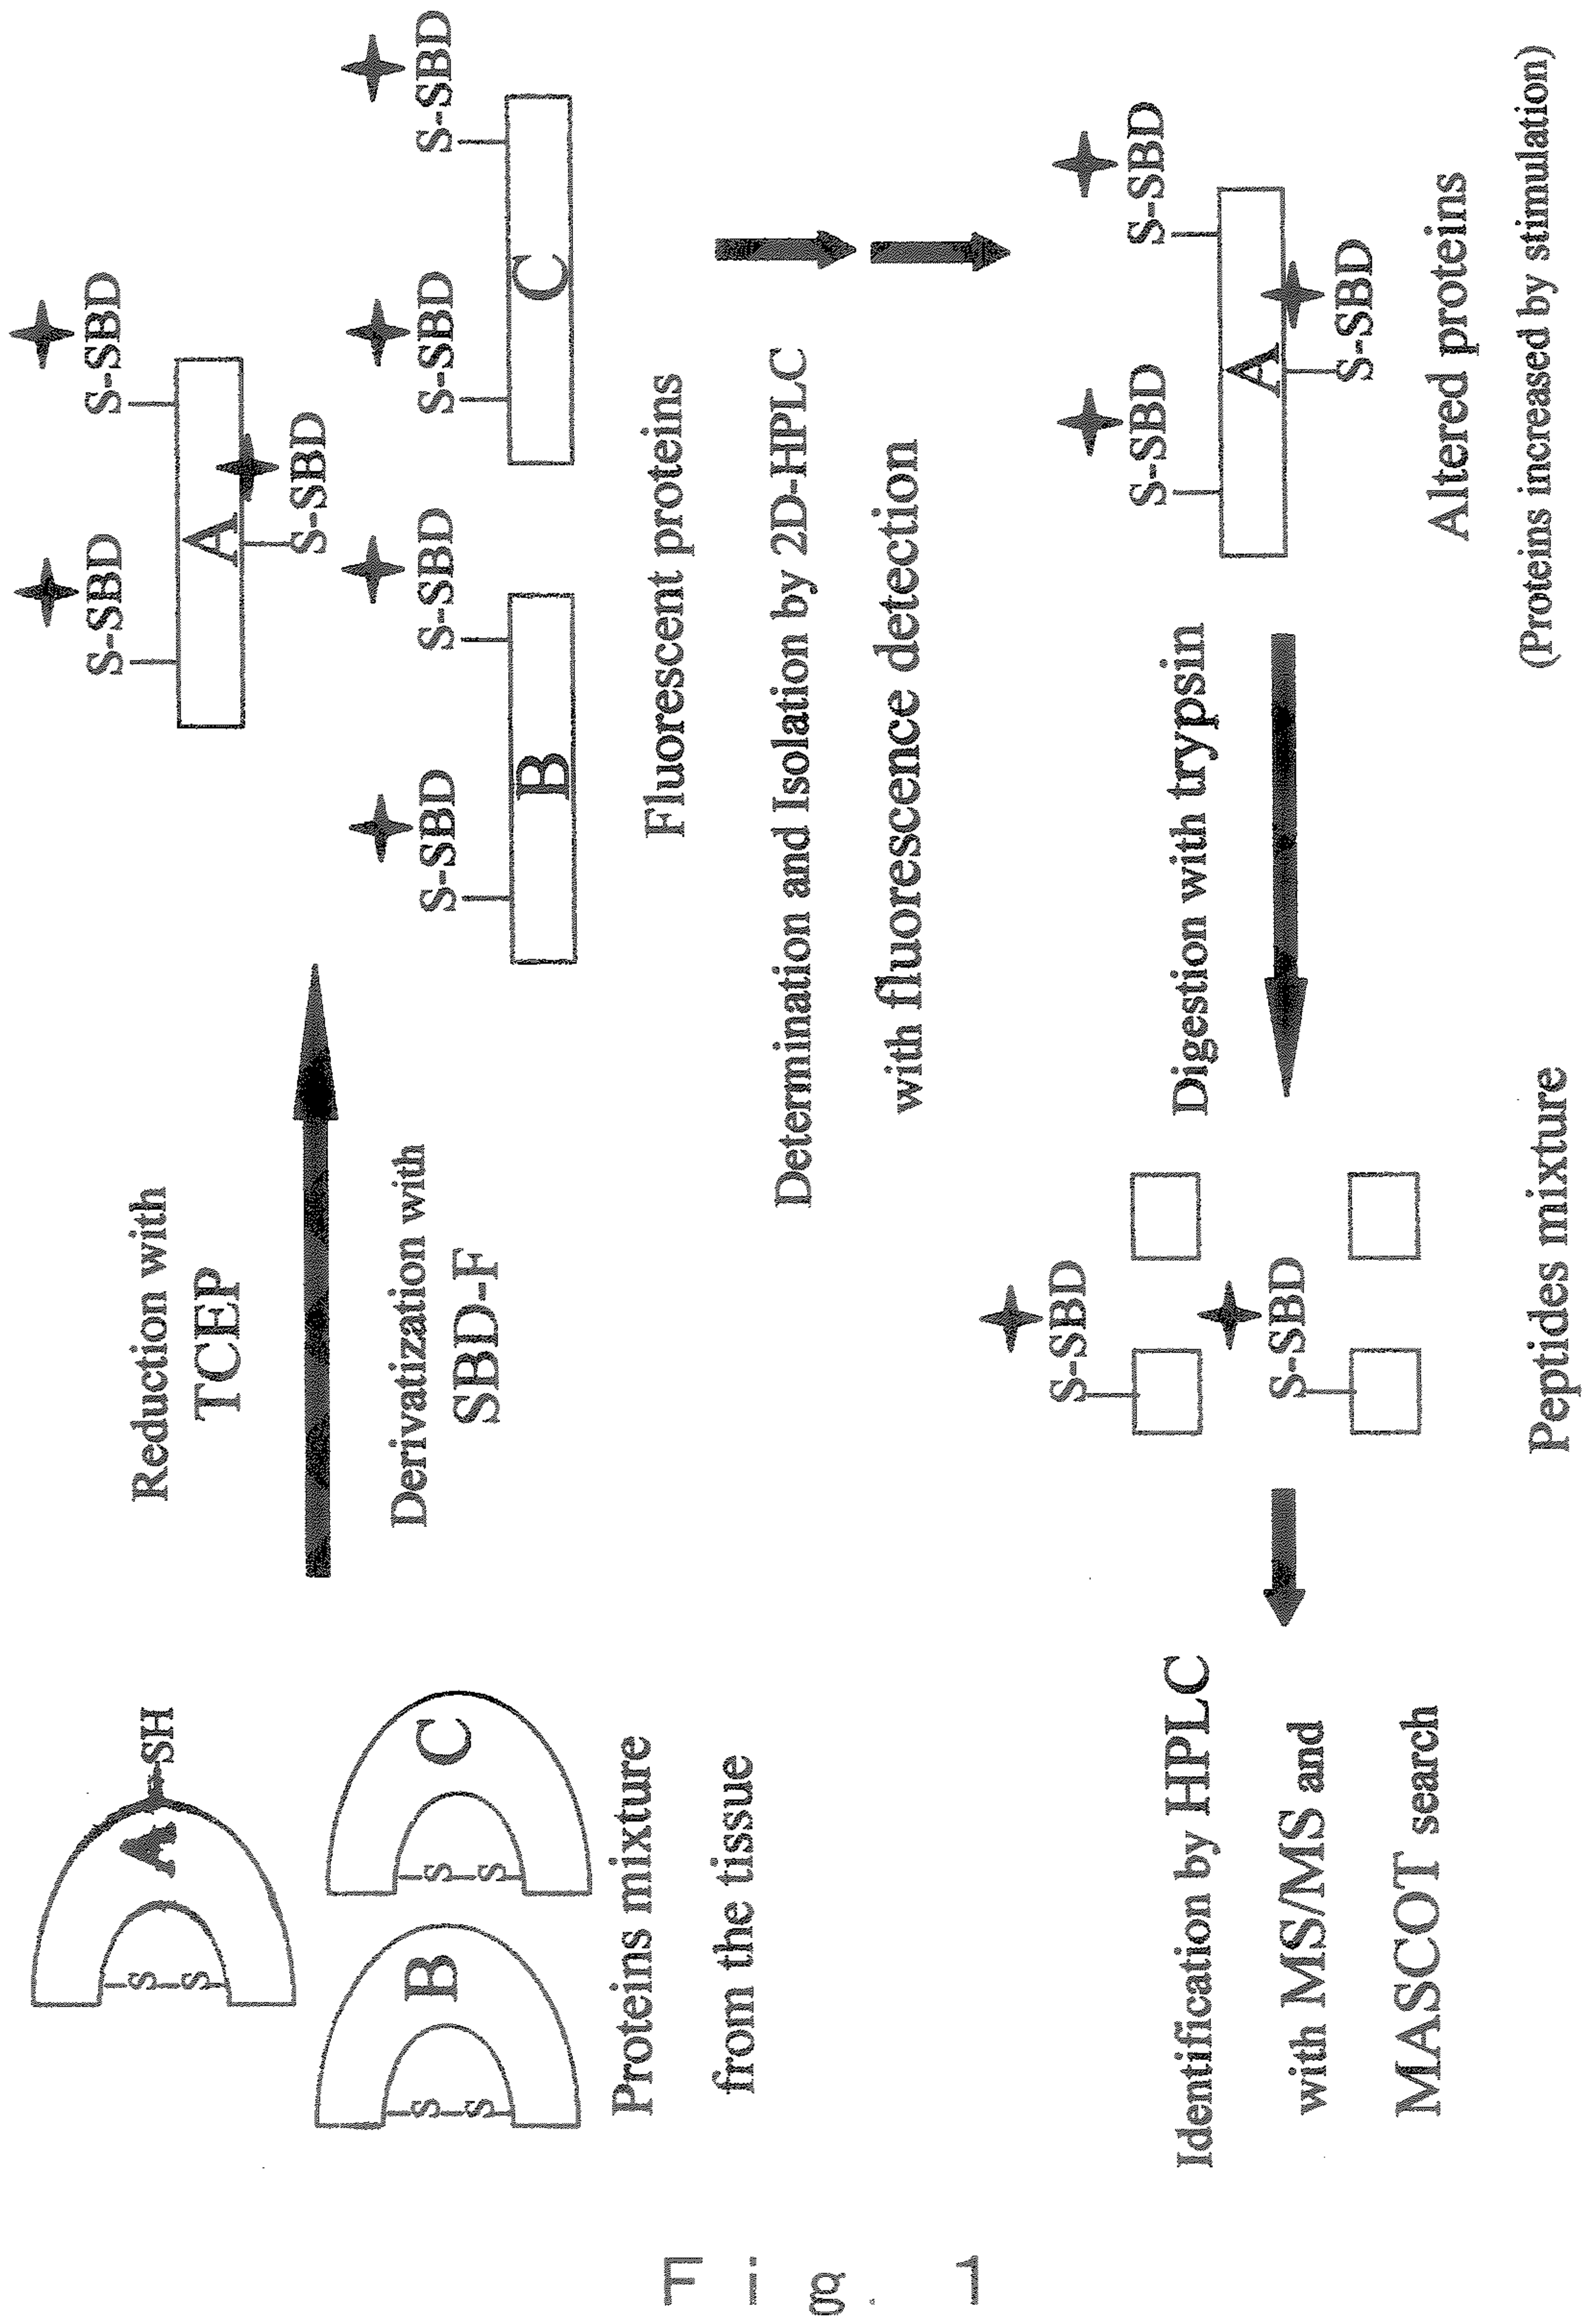 A
SH
S
S
B
S
S
C
S
S
Proteins mixture
from the tissue
Reduction with
TCEP
Derivatization with
SBD-F
S-SBD
S-SBD
A
S-SBD
S-SBD
S-SBD
B
S-SBD
S-SBD
C
Fluorescent proteins
Determination and Isolation by 2D-HPLC
with fluorescence detection
S-SBD
S-SBD
A
S-SBD
Altered proteins
(Proteins increased by stimulation)
Digestion with trypsin
S-SBD
S-SBD
Peptides mixture
Identification by HPLC
with MS/MS and
MASCOT search
Fig. 1